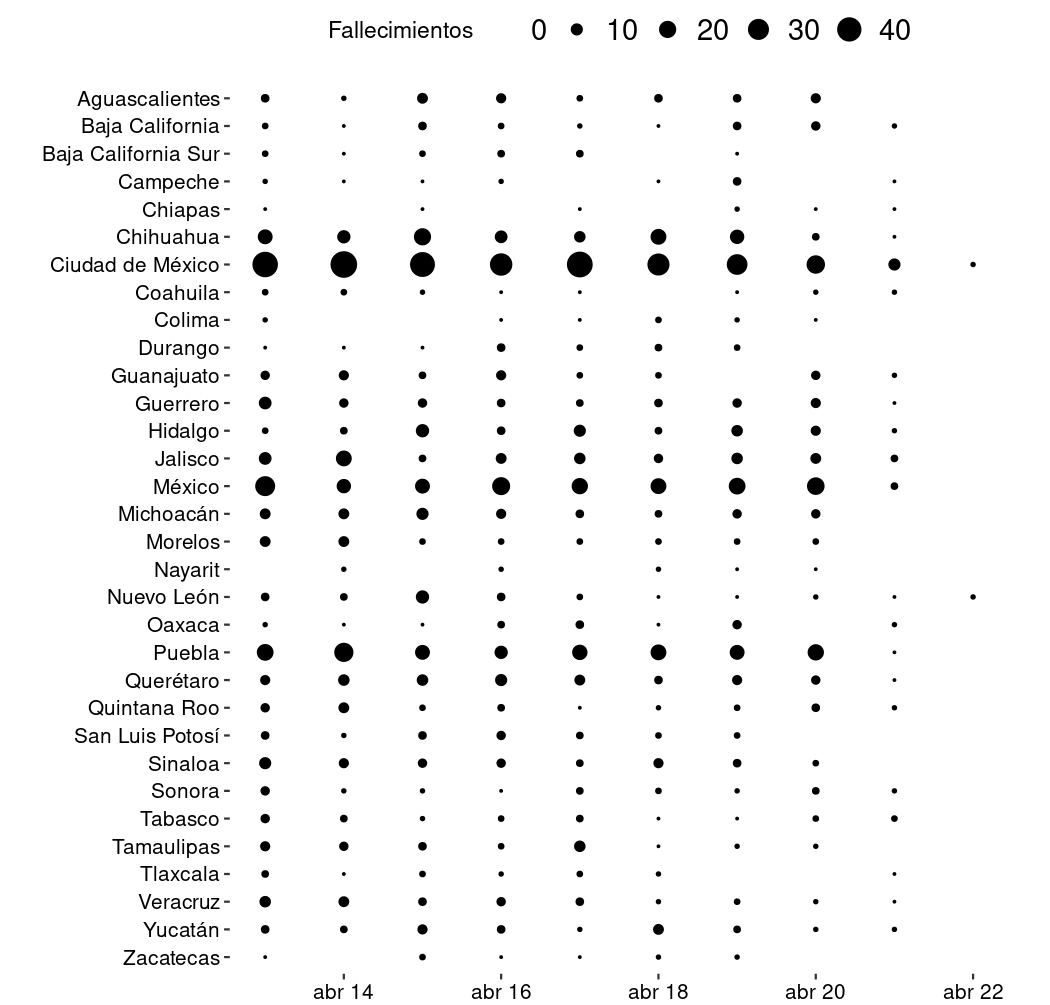 Fallecimientos 0 10 20 30 40
Aguascalientes
Baja California
Baja California Sur
Campeche
Chiapas
Chihuahua
Ciudad de México
Coahuila
Colima
Durango
Guanajuato
Guerrero
Hidalgo
Jalisco
México
Michoacán
Morelos
Nayarit
Nuevo León
Oaxaca
Puebla
Querétaro
Quintana Roo
San Luis Potosí
Sinaloa
Sonora
Tabasco
Tamaulipas
Tlaxcala
Veracruz
Yucatán
Zacatecas
abr 14 abr 16 abr 18 abr 20 abr 22